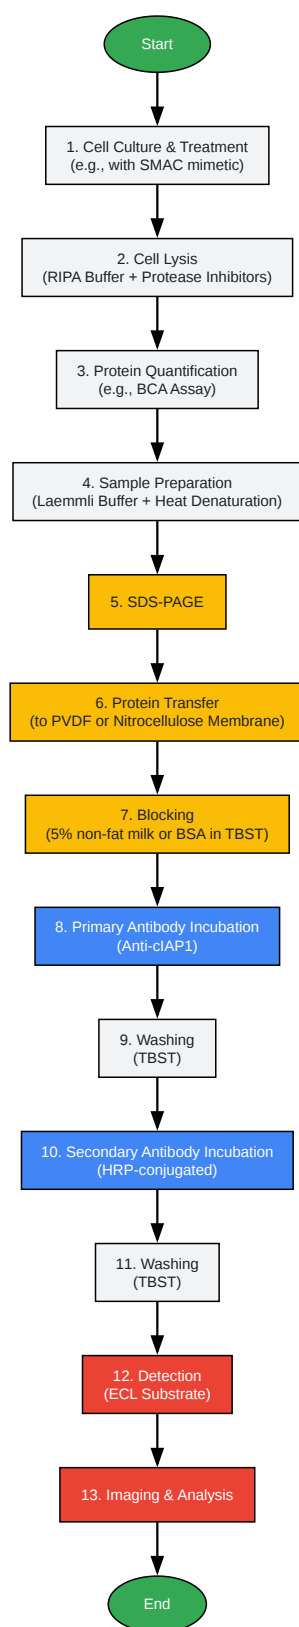 Start
1. Cell Culture & Treatment
(e.g., with SMAC mimetic)
2. Cell Lysis
(RIPA Buffer + Protease Inhibitors)
3. Protein Quantification
(e.g., BCA Assay)
4. Sample Preparation
(Laemmli Buffer + Heat Denaturation)
5. SDS-PAGE
6. Protein Transfer
(to PVDF or Nitrocellulose Membrane)
7. Blocking
(5% non-fat milk or BSA in TBST)
8. Primary Antibody Incubation
(Anti-cIAP1)
9. Washing
(TBST)
10. Secondary Antibody Incubation
(HRP-conjugated)
11. Washing
(TBST)
12. Detection
(ECL Substrate)
13. Imaging & Analysis
End